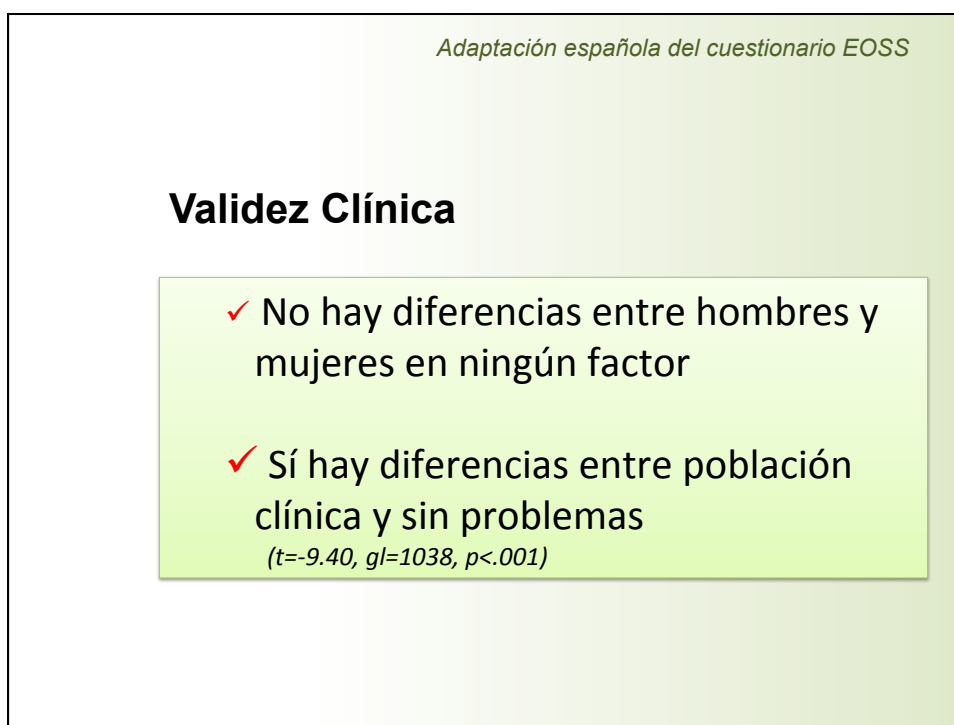 Adaptación española del cuestionario EOSS
Validez Clínica
✓ No hay diferencias entre hombres y
mujeres en ningún factor
✓ Sí hay diferencias entre población
clínica y sin problemas
(t=-9.40, gl=1038, p<.001)